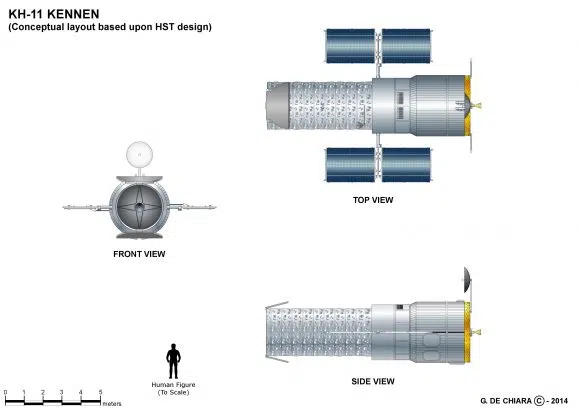 KH-11 KENNEN
(Conceptual layout based upon HST design)
TOP VIEW
FRONT VIEW
Human Figure
(To Scale)
0 1 2 3 4 5
meters
SIDE VIEW
G. DE CHIARA © - 2014